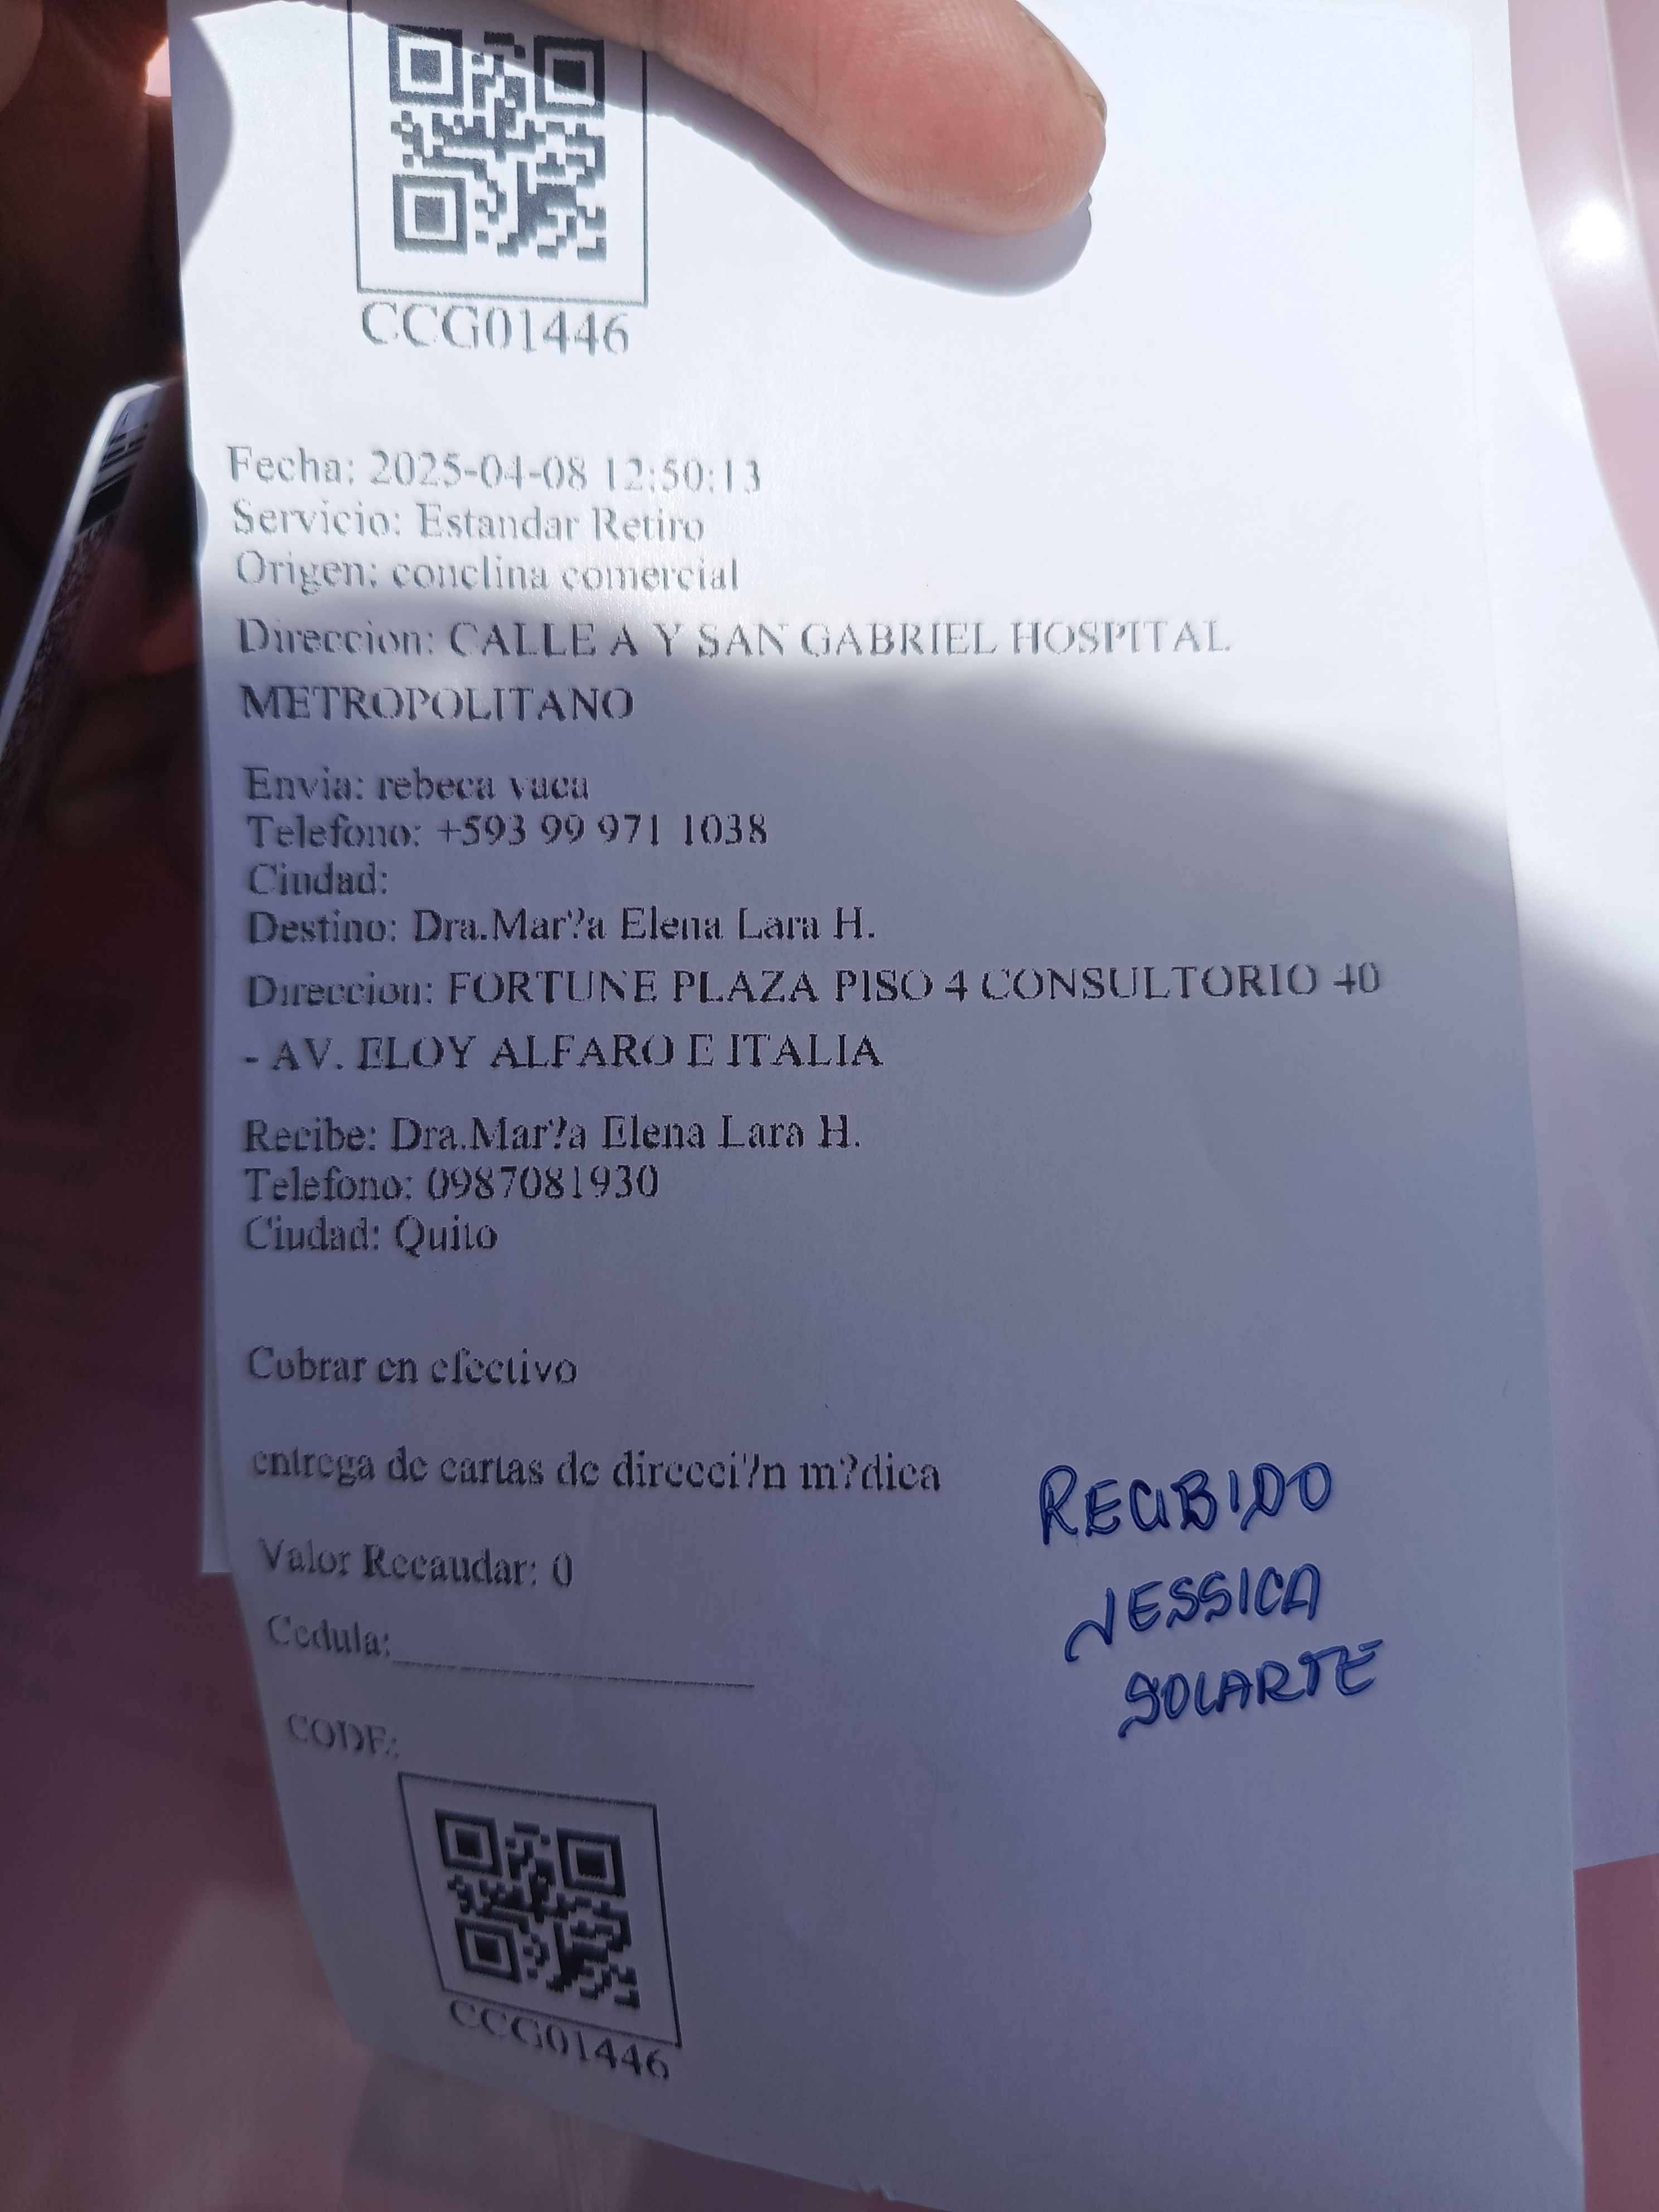 CCG01446
Fecha: 2025-04-08 12:50:13
Servicio: Estandar Retiro
Origen: conclina comercial
Direccion: CALLE A Y SAN GABRIEL HOSPITAL
METROPOLITANO
Envia: rebeca vaca
Telefono: +593 99 971 1038
Ciudad:
Destino: Dra.Mar?a Elena Lara H.
Direccion: FORTUNE PLAZA PISO 4 CONSULTORIO 40
- AV. ELOY ALFARO E ITALIA
Recibe: Dra.Mar?a Elena Lara H.
Telefono: 0987081930
Ciudad: Quito
Cobrar en efectivo
entrega de cartas de direcci?n m?dica
Valor Recaudar: 0
Cedula:
CODE:
CCG01446
RECIBIDO
JESSICA
SOLARTE